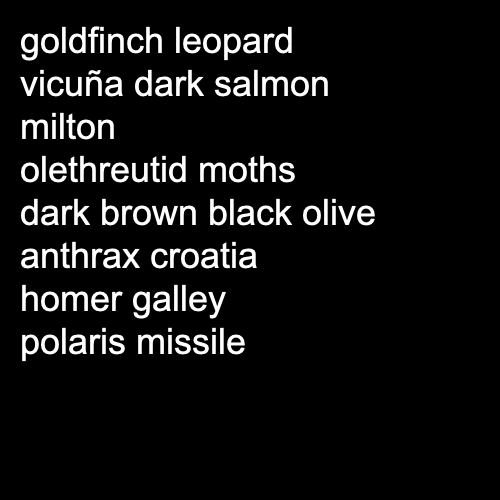 goldfinch leopard
vicuña dark salmon
milton
olethreutid moths
dark brown black olive
anthrax croatia
homer galley
polaris missile